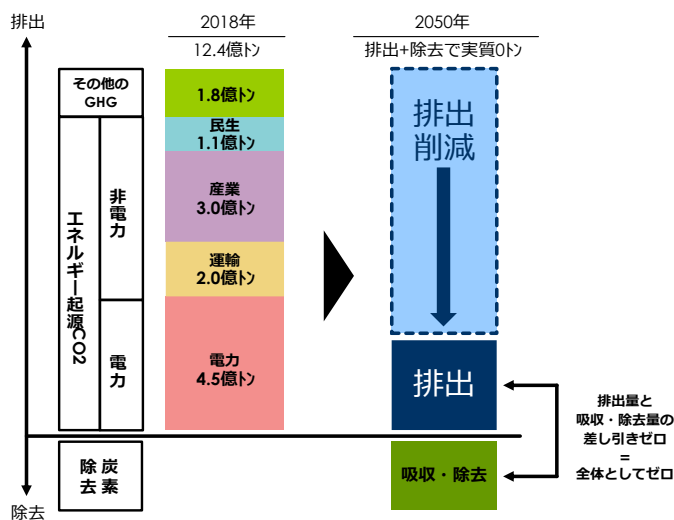 排出
2018年
2050年
12.4億トン
排出+除去で実質0トン
その他の
GHG
1.8億トン
民生
1.1億トン
産業
3.0億トン
運輸
2.0億トン
電力
4.5億トン
エネルギー起源CO2
非電力
電力
排出
削減
排出
排出量と
吸収・除去量の
差し引きゼロ
=
全体としてゼロ
炭素
除去
吸収・除去
除去